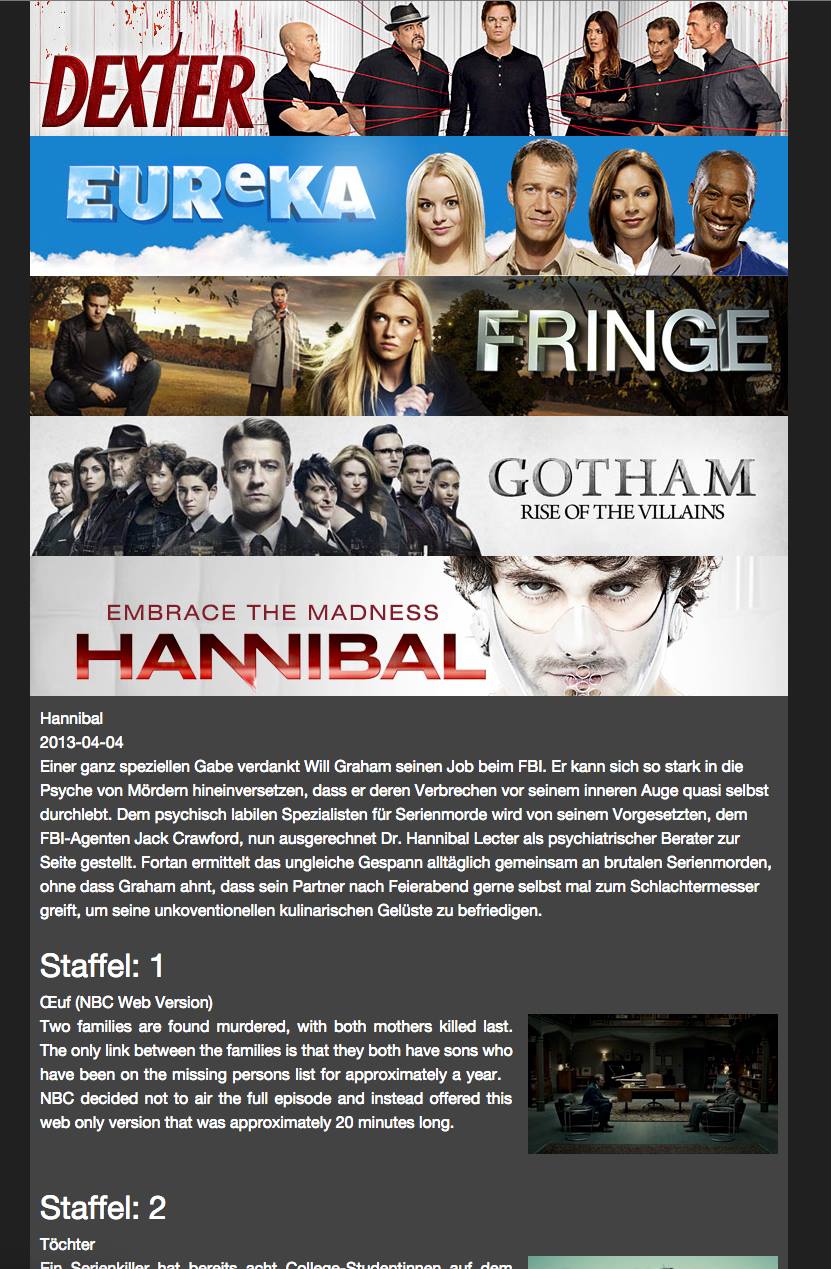 DEXTER
EUReKA
FRINGE
GOTHAM
RISE OF THE VILLAINS
EMBRACE THE MADNESS
HANNIBAL
Hannibal
2013-04-04
Einer ganz speziellen Gabe verdankt Will Graham seinen Job beim FBI. Er kann sich so stark in die
Psyche von Mördern hineinversetzen, dass er deren Verbrechen vor seinem inneren Auge quasi selbst
durchlebt. Dem psychisch labilen Spezialisten für Serienmorde wird von seinem Vorgesetzten, dem
FBI-Agenten Jack Crawford, nun ausgerechnet Dr. Hannibal Lecter als psychiatrischer Berater zur
Seite gestellt. Fortan ermittelt das ungleiche Gespann alltäglich gemeinsam an brutalen Serienmorden,
ohne dass Graham ahnt, dass sein Partner nach Feierabend gerne selbst mal zum Schlachtermesser
greift, um seine unkoventionellen kulinarischen Gelüste zu befriedigen.
Staffel: 1
Œuf (NBC Web Version)
Two families are found murdered, with both mothers killed last.
The only link between the families is that they both have sons who
have been on the missing persons list for approximately a year.
NBC decided not to air the full episode and instead offered this
web only version that was approximately 20 minutes long.
Staffel: 2
Töchter
Ein Serienkiller hat bereits acht College-Studentinnen auf dem